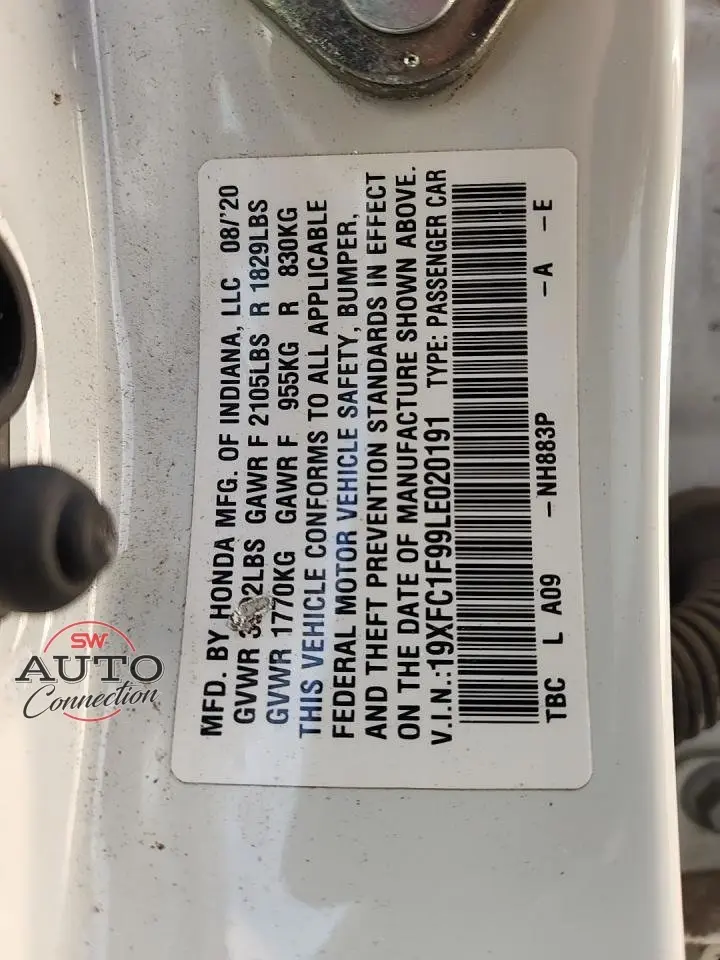 MFD. BY HONDA MFG. OF INDIANA, LLC 08/'20
GVWR LBS GAWR F 2105LBS R 1829LBS
GVWR 1770KG GAWR F 955KG R 830KG
THIS VEHICLE CONFORMS TO ALL APPLICABLE
FEDERAL MOTOR VEHICLE SAFETY, BUMPER,
AND THEFT PREVENTION STANDARDS IN EFFECT
ON THE DATE OF MANUFACTURE SHOWN ABOVE.
V.I.N.:19XFC1F99LE020191 TYPE: PASSENGER CAR
TBC L A09 -NH883P -A -E
SW
AUTO
Connection